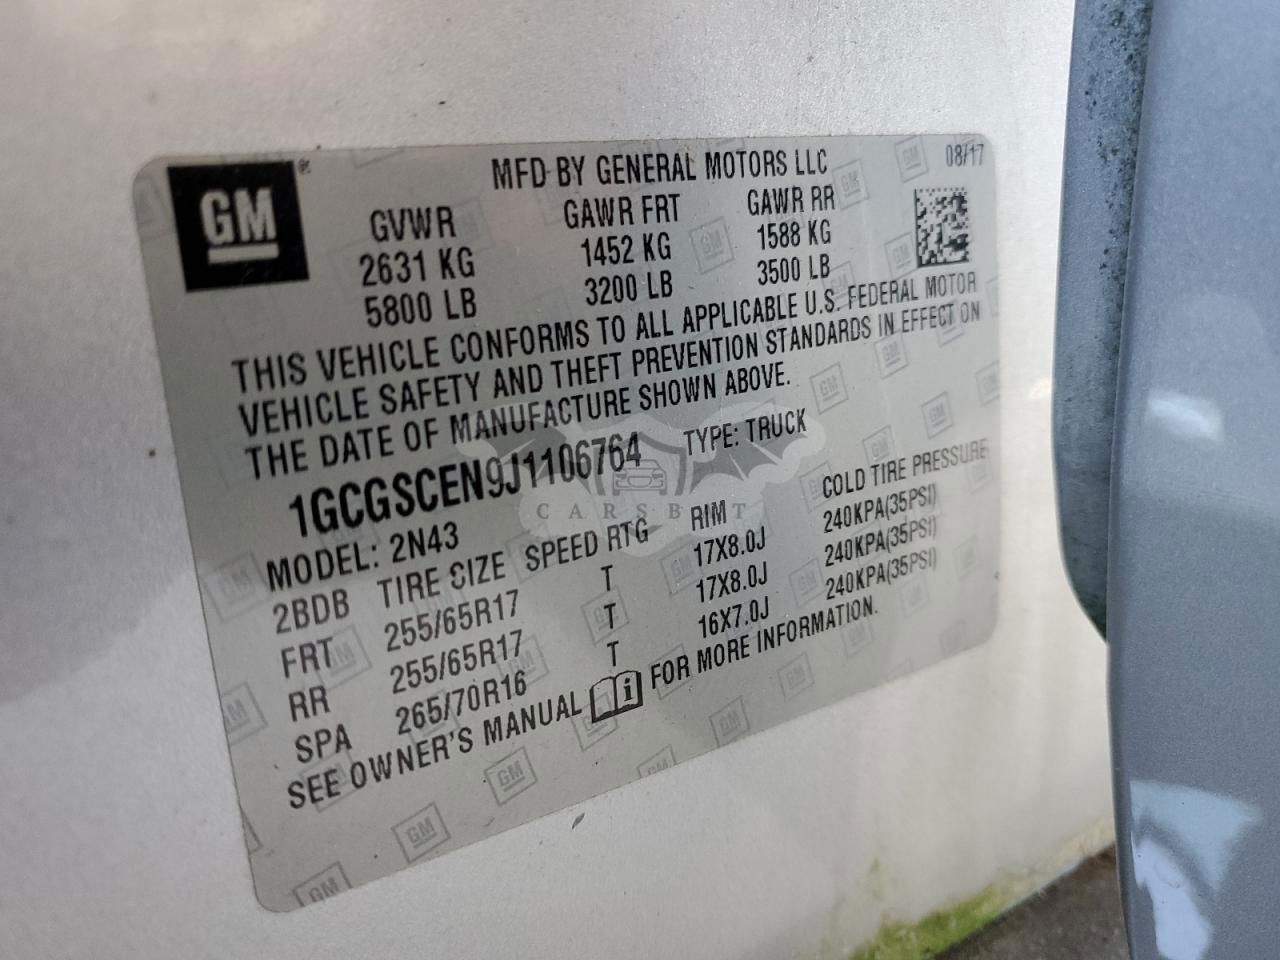 GM®
MFD BY GENERAL MOTORS LLC
08/17
GVWR GAWR FRT GAWR RR
2631 KG 1452 KG 1588 KG
5800 LB 3200 LB 3500 LB
THIS VEHICLE CONFORMS TO ALL APPLICABLE U.S. FEDERAL MOTOR
VEHICLE SAFETY AND THEFT PREVENTION STANDARDS IN EFFECT ON
THE DATE OF MANUFACTURE SHOWN ABOVE.
1GCGSCEN9J1106764 TYPE: TRUCK
CARSBAT
MODEL: 2N43
2BDB TIRE SIZE SPEED RTG RIM COLD TIRE PRESSURE
FRT 255/65R17 T 17X8.0J 240KPA(35PSI)
RR 255/65R17 T 17X8.0J 240KPA(35PSI)
SPA 265/70R16 T 16X7.0J 240KPA(35PSI)
SEE OWNER'S MANUAL FOR MORE INFORMATION.